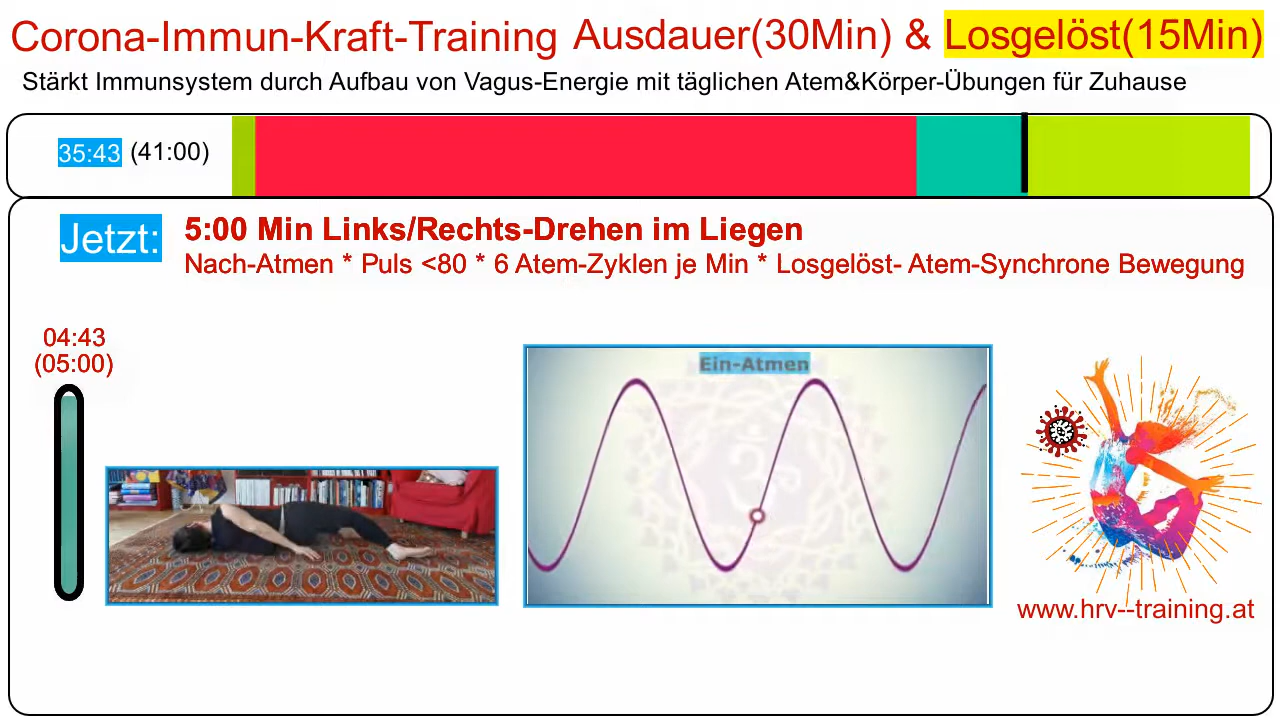 Corona-Immun-Kraft-Training Ausdauer(30Min) & Losgelöst(15Min)
Stärkt Immunsystem durch Aufbau von Vagus-Energie mit täglichen Atem&Körper-Übungen für Zuhause
35:43 (41:00)
Jetzt: 5:00 Min Links/Rechts-Drehen im Liegen
Nach-Atmen * Puls <80 * 6 Atem-Zyklen je Min * Losgelöst- Atem-Synchrone Bewegung
04:43
(05:00)
Ein-Atmen
www.hrv--training.at